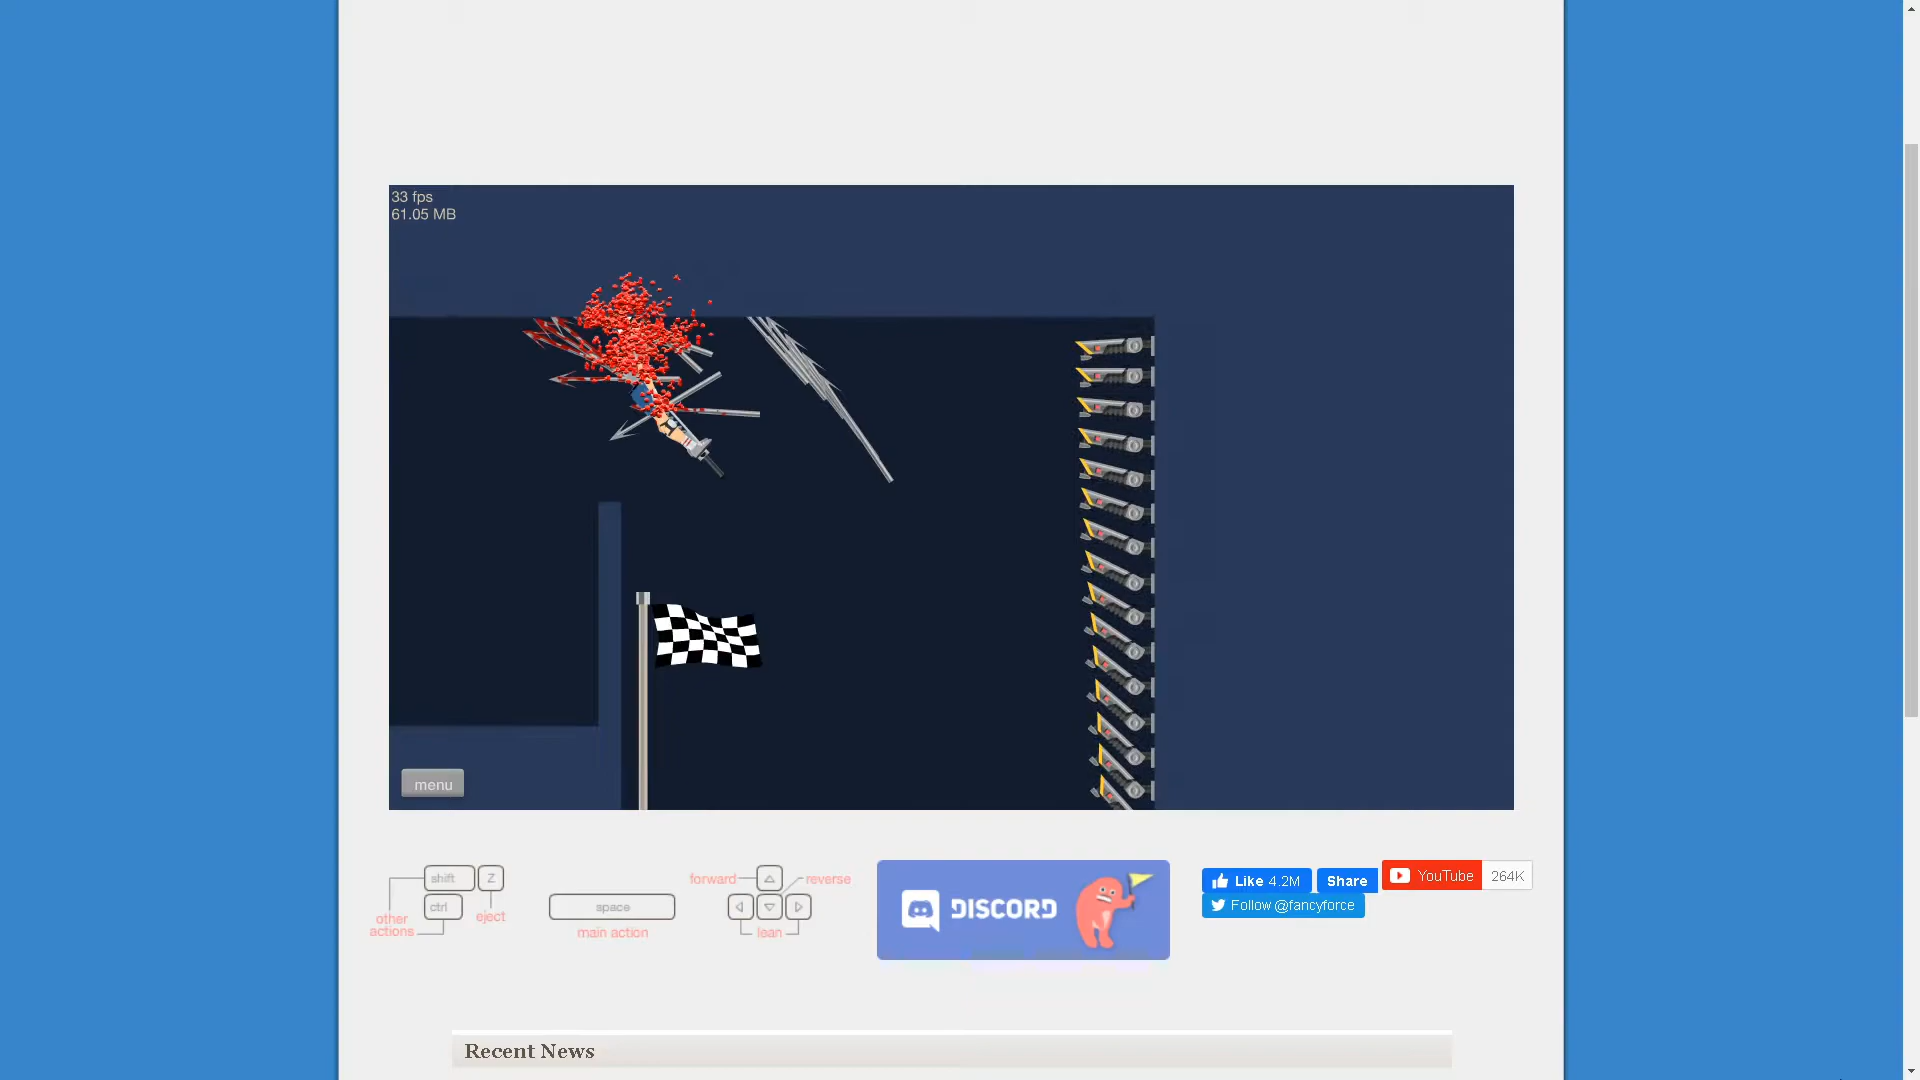 33 fps
61.05 MB
menu
shift
Z
ctrl
other
actions
eject
space
main action
forward
reverse
lean
DISCORD
Like 4.2M
Share
YouTube
264K
Follow @fancyforce
Recent News